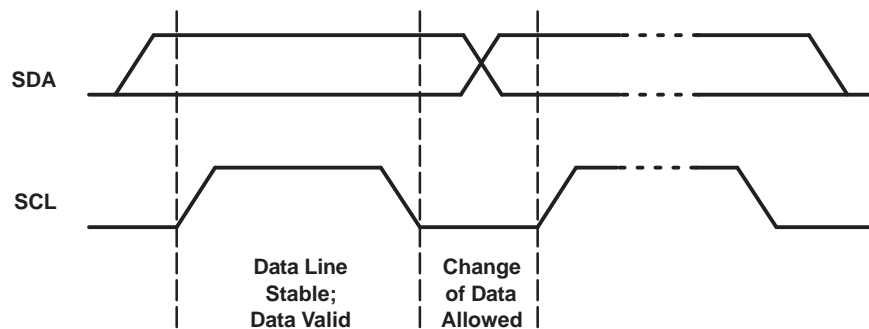 SDA
SCL
Data Line
Stable;
Data Valid
Change
of Data
Allowed